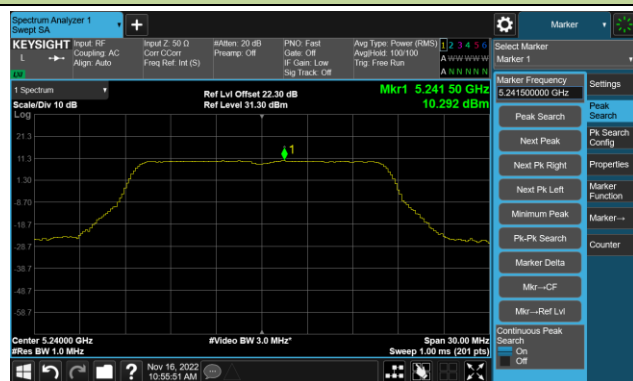 Spectrum Analyzer 1
Swept SA
Marker
KEYSIGHT
L
LXI
Input: RF
Coupling: AC
Align: Auto
Input Z: 50 Ω
Corr CCorr
Freq Ref: Int (S)
#Atten: 20 dB
Preamp: Off
PNO: Fast
Gate: Off
IF Gain: Low
Sig Track: Off
Avg Type: Power (RMS)
Avg|Hold: 100/100
Trig: Free Run
1 2 3 4 5 6
A W W W W W
A N N N N N
Select Marker
Marker 1
1 Spectrum
Scale/Div 10 dB
Log
Ref Lvl Offset 22.30 dB
Ref Level 31.30 dBm
Mkr1 5.241 50 GHz
10.292 dBm
21.3
11.3
1.30
-8.70
-18.7
-28.7
-38.7
-48.7
-58.7
1
Center 5.24000 GHz
#Res BW 1.0 MHz
#Video BW 3.0 MHz*
Span 30.00 MHz
Sweep 1.00 ms (201 pts)
Marker Frequency
5.241500000 GHz
Peak Search
Next Peak
Next Pk Right
Next Pk Left
Minimum Peak
Pk-Pk Search
Marker Delta
Mkr→CF
Mkr→Ref Lvl
Continuous Peak
Search
On
Off
Settings
Peak
Search
Pk Search
Config
Properties
Marker
Function
Marker→
Counter
?
Nov 16, 2022
10:55:51 AM